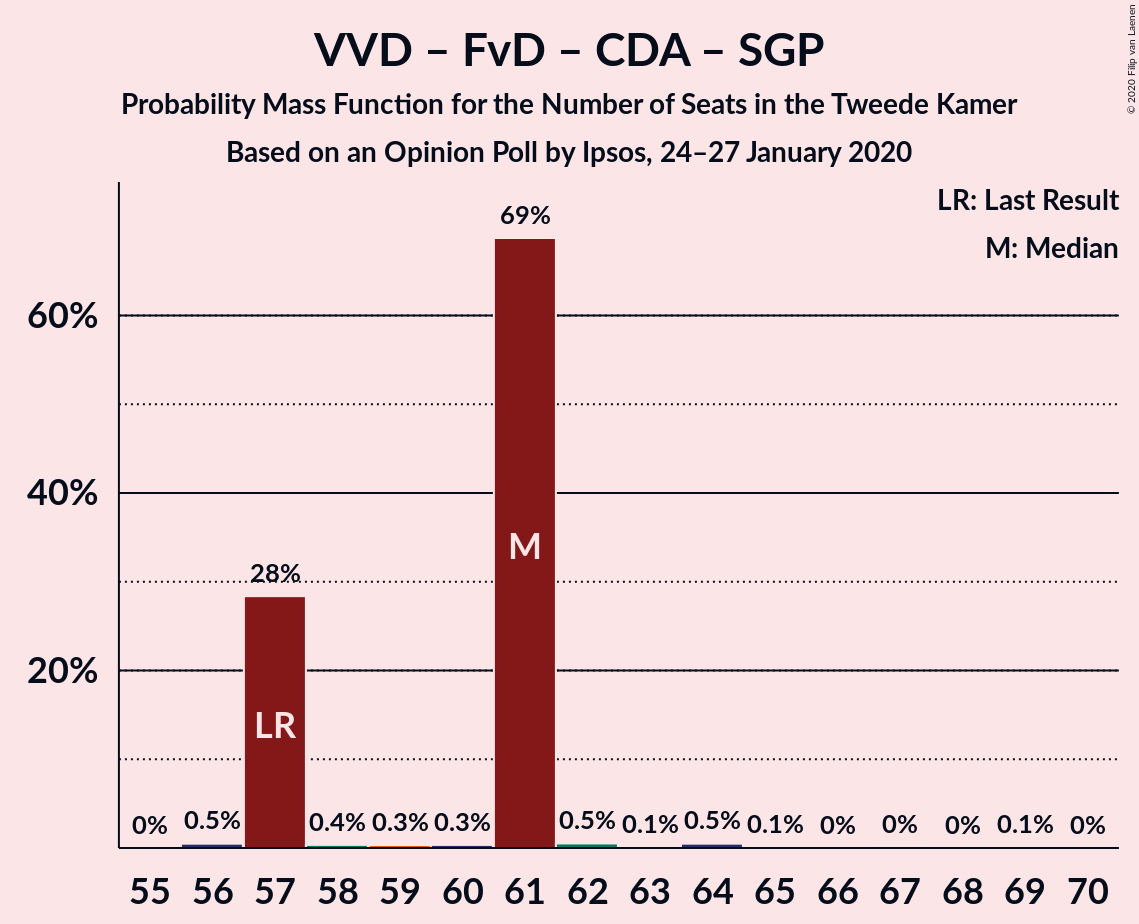 VVD – FvD – CDA – SGP
Probability Mass Function for the Number of Seats in the Tweede Kamer
Based on an Opinion Poll by Ipsos, 24–27 January 2020
© 2020 Filip van Laenen
LR: Last Result
M: Median
69%
60%
40%
M
28%
20%
LR
0% 0.5% 0.4% 0.3% 0.3% 0.5% 0.1% 0.5% 0.1% 0% 0% 0% 0.1% 0%
55 56 57 58 59 60 61 62 63 64 65 66 67 68 69 70